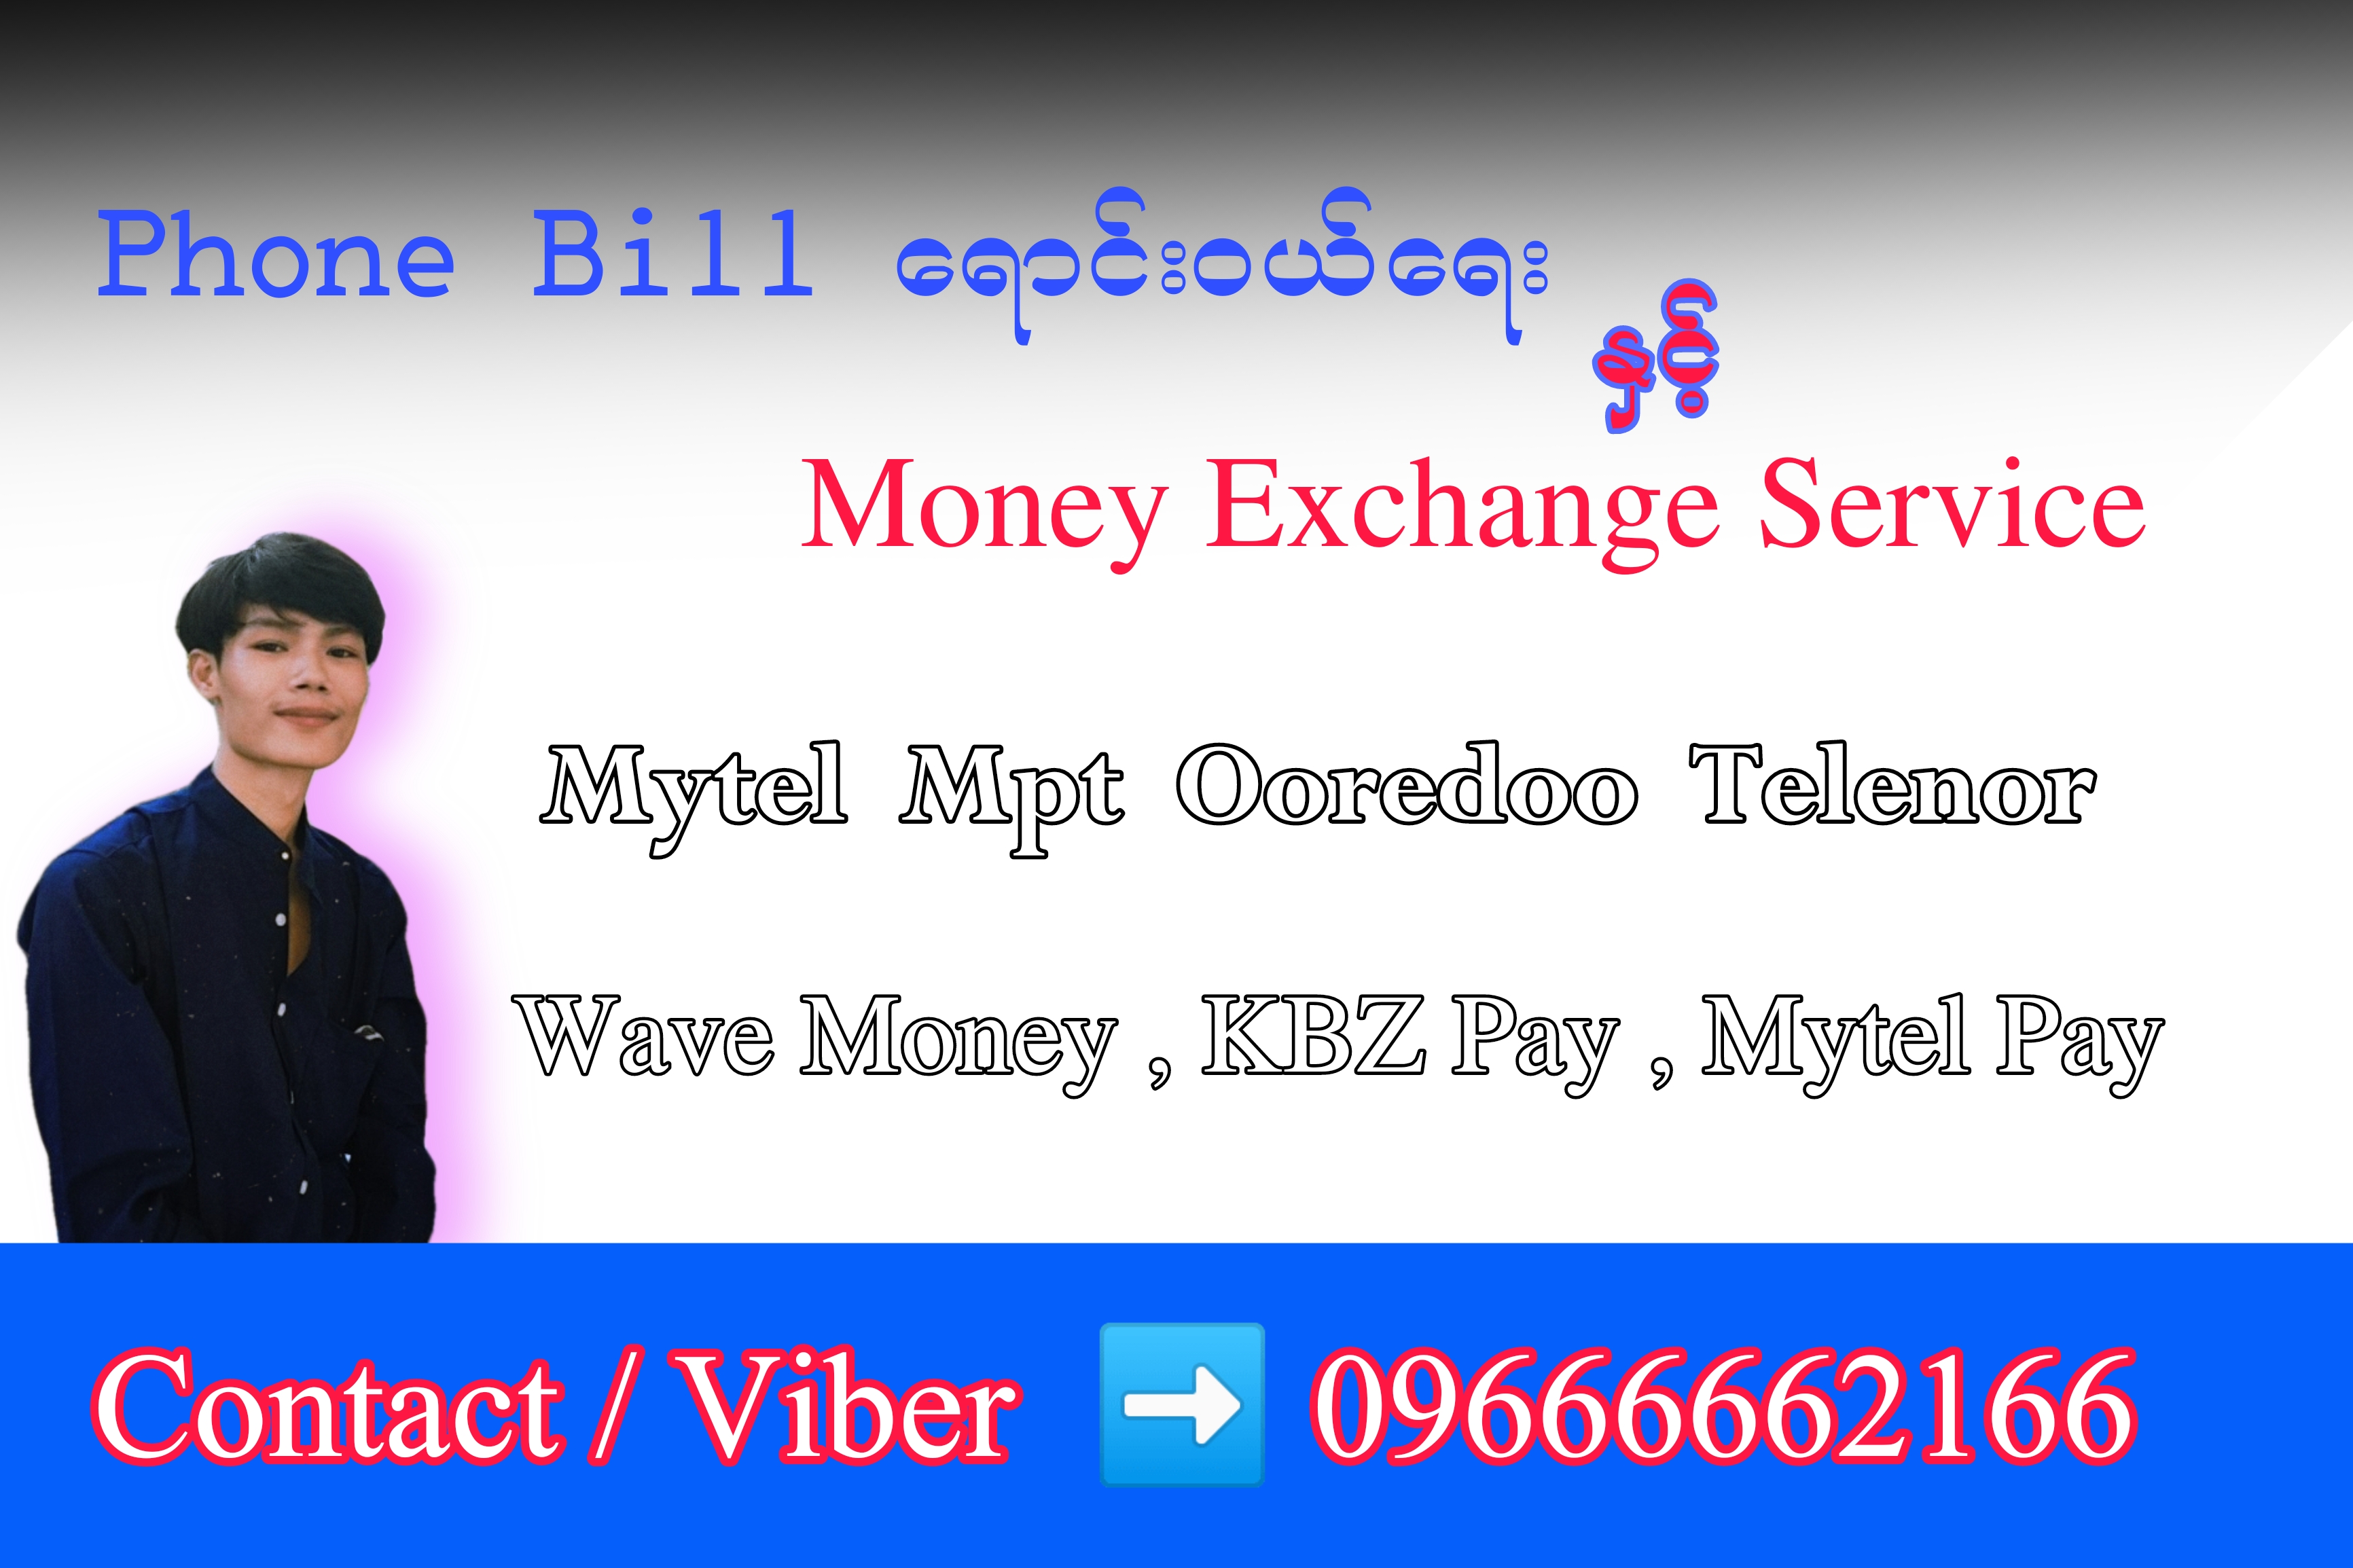 Phone Bill ရောင်းဝယ်ရေး
နှင့်
Money Exchange Service
Mytel Mpt Ooredoo Telenor
Wave Money , KBZ Pay , Mytel Pay
Contact / Viber ➡ 09666662166